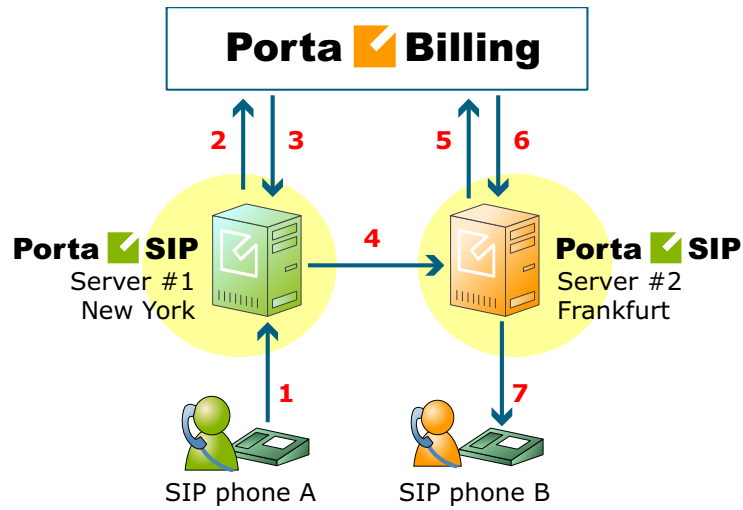 Porta Billing
2 3 5 6
Porta SIP
Server #1
New York
4
Porta SIP
Server #2
Frankfurt
1
7
SIP phone A
SIP phone B